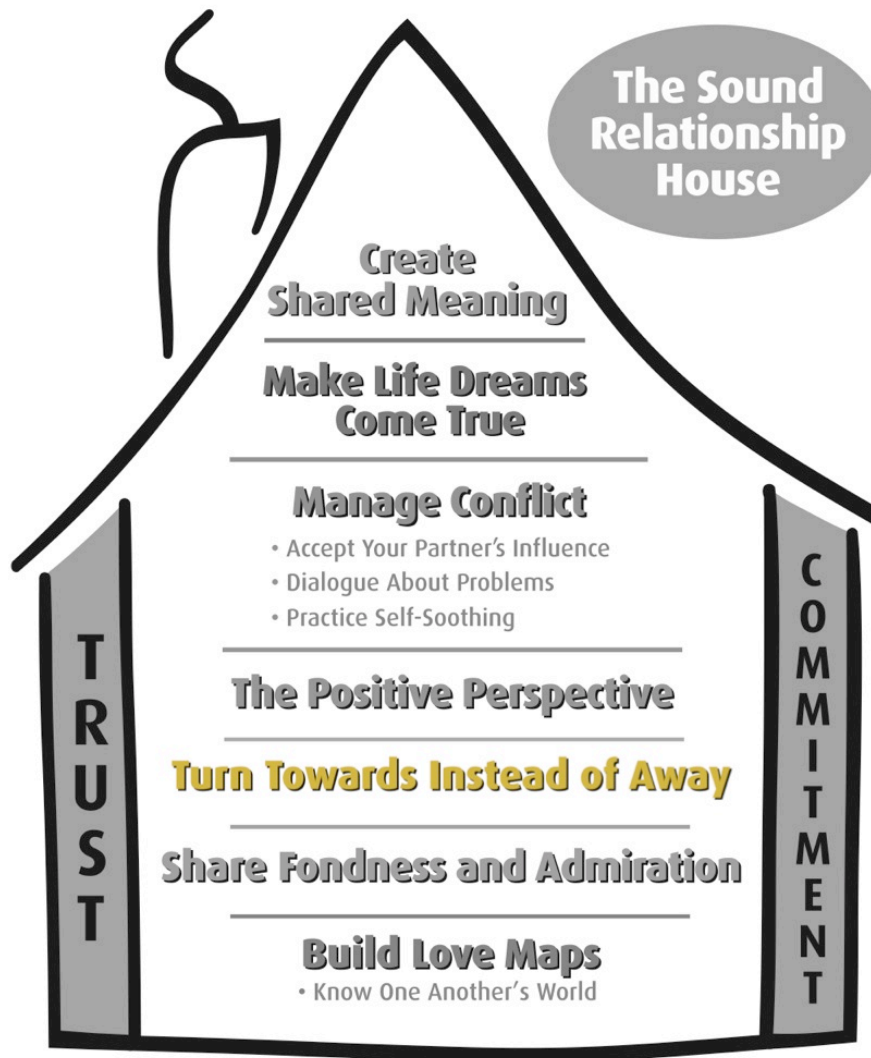 The Sound
Relationship
House
Create
Shared Meaning
Make Life Dreams
Come True
Manage Conflict
• Accept Your Partner's Influence
• Dialogue About Problems
• Practice Self-Soothing
The Positive Perspective
Turn Towards Instead of Away
Share Fondness and Admiration
Build Love Maps
• Know One Another's World
TRUST
COMMITMENT